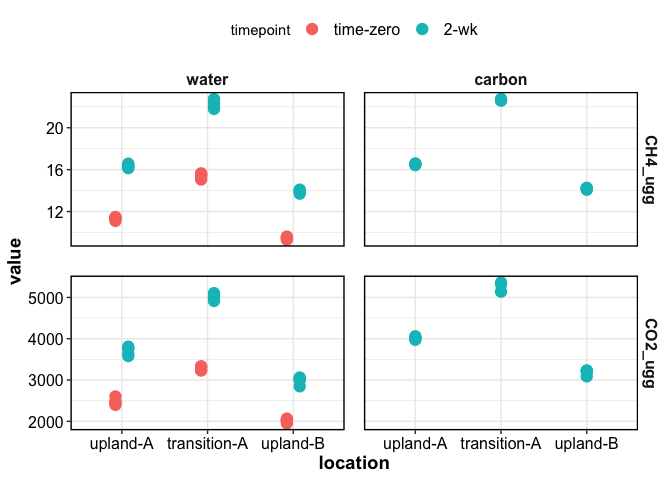 timepoint time-zero 2-wk
water carbon
20
16
12
CH4_ugg
value
5000
4000
3000
2000
CO2_ugg
upland-A transition-A upland-B upland-A transition-A upland-B
location